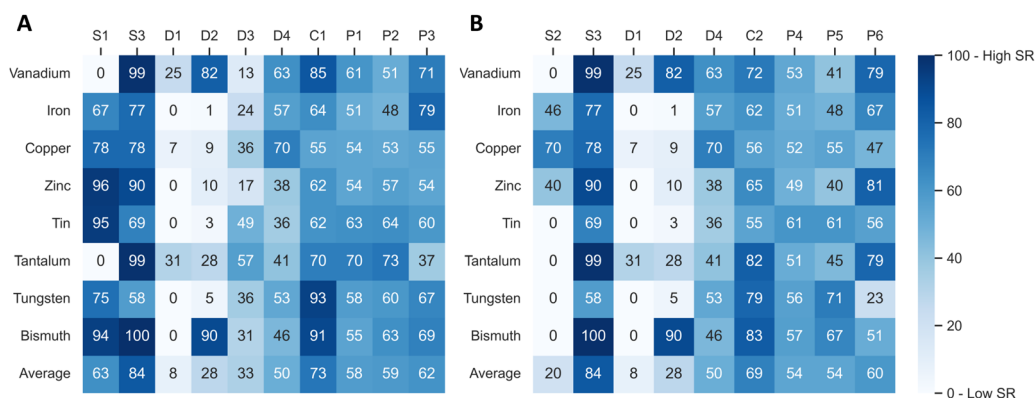 A
S1 S3 D1 D2 D3 D4 C1 P1 P2 P3
Vanadium 0 99 25 82 13 63 85 61 51 71
Iron 67 77 0 1 24 57 64 51 48 79
Copper 78 78 7 9 36 70 55 54 53 55
Zinc 96 90 0 10 17 38 62 54 57 54
Tin 95 69 0 3 49 36 62 63 64 60
Tantalum 0 99 31 28 57 41 70 70 73 37
Tungsten 75 58 0 5 36 53 93 58 60 67
Bismuth 94 100 0 90 31 46 91 55 63 69
Average 63 84 8 28 33 50 73 58 59 62
B
S2 S3 D1 D2 D4 C2 P4 P5 P6
Vanadium 0 99 25 82 63 72 53 41 79
Iron 46 77 0 1 57 62 51 48 67
Copper 70 78 7 9 70 56 52 55 47
Zinc 40 90 0 10 38 65 49 40 81
Tin 0 69 0 3 36 55 61 61 56
Tantalum 0 99 31 28 41 82 51 45 79
Tungsten 0 58 0 5 53 79 56 71 23
Bismuth 0 100 0 90 46 83 57 67 51
Average 20 84 8 28 50 69 54 54 60
100 - High SR
80
60
40
20
0 - Low SR